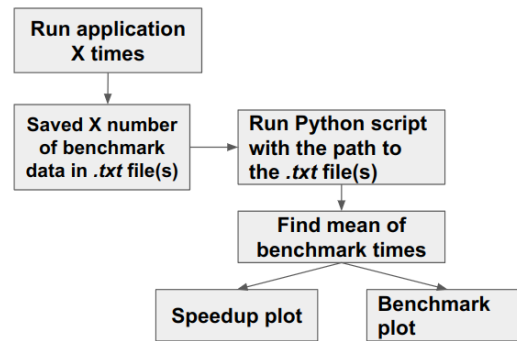 Run application
X times
Saved X number
of benchmark
data in .txt file(s)
Run Python script
with the path to
the .txt file(s)
Find mean of
benchmark times
Speedup plot
Benchmark
plot